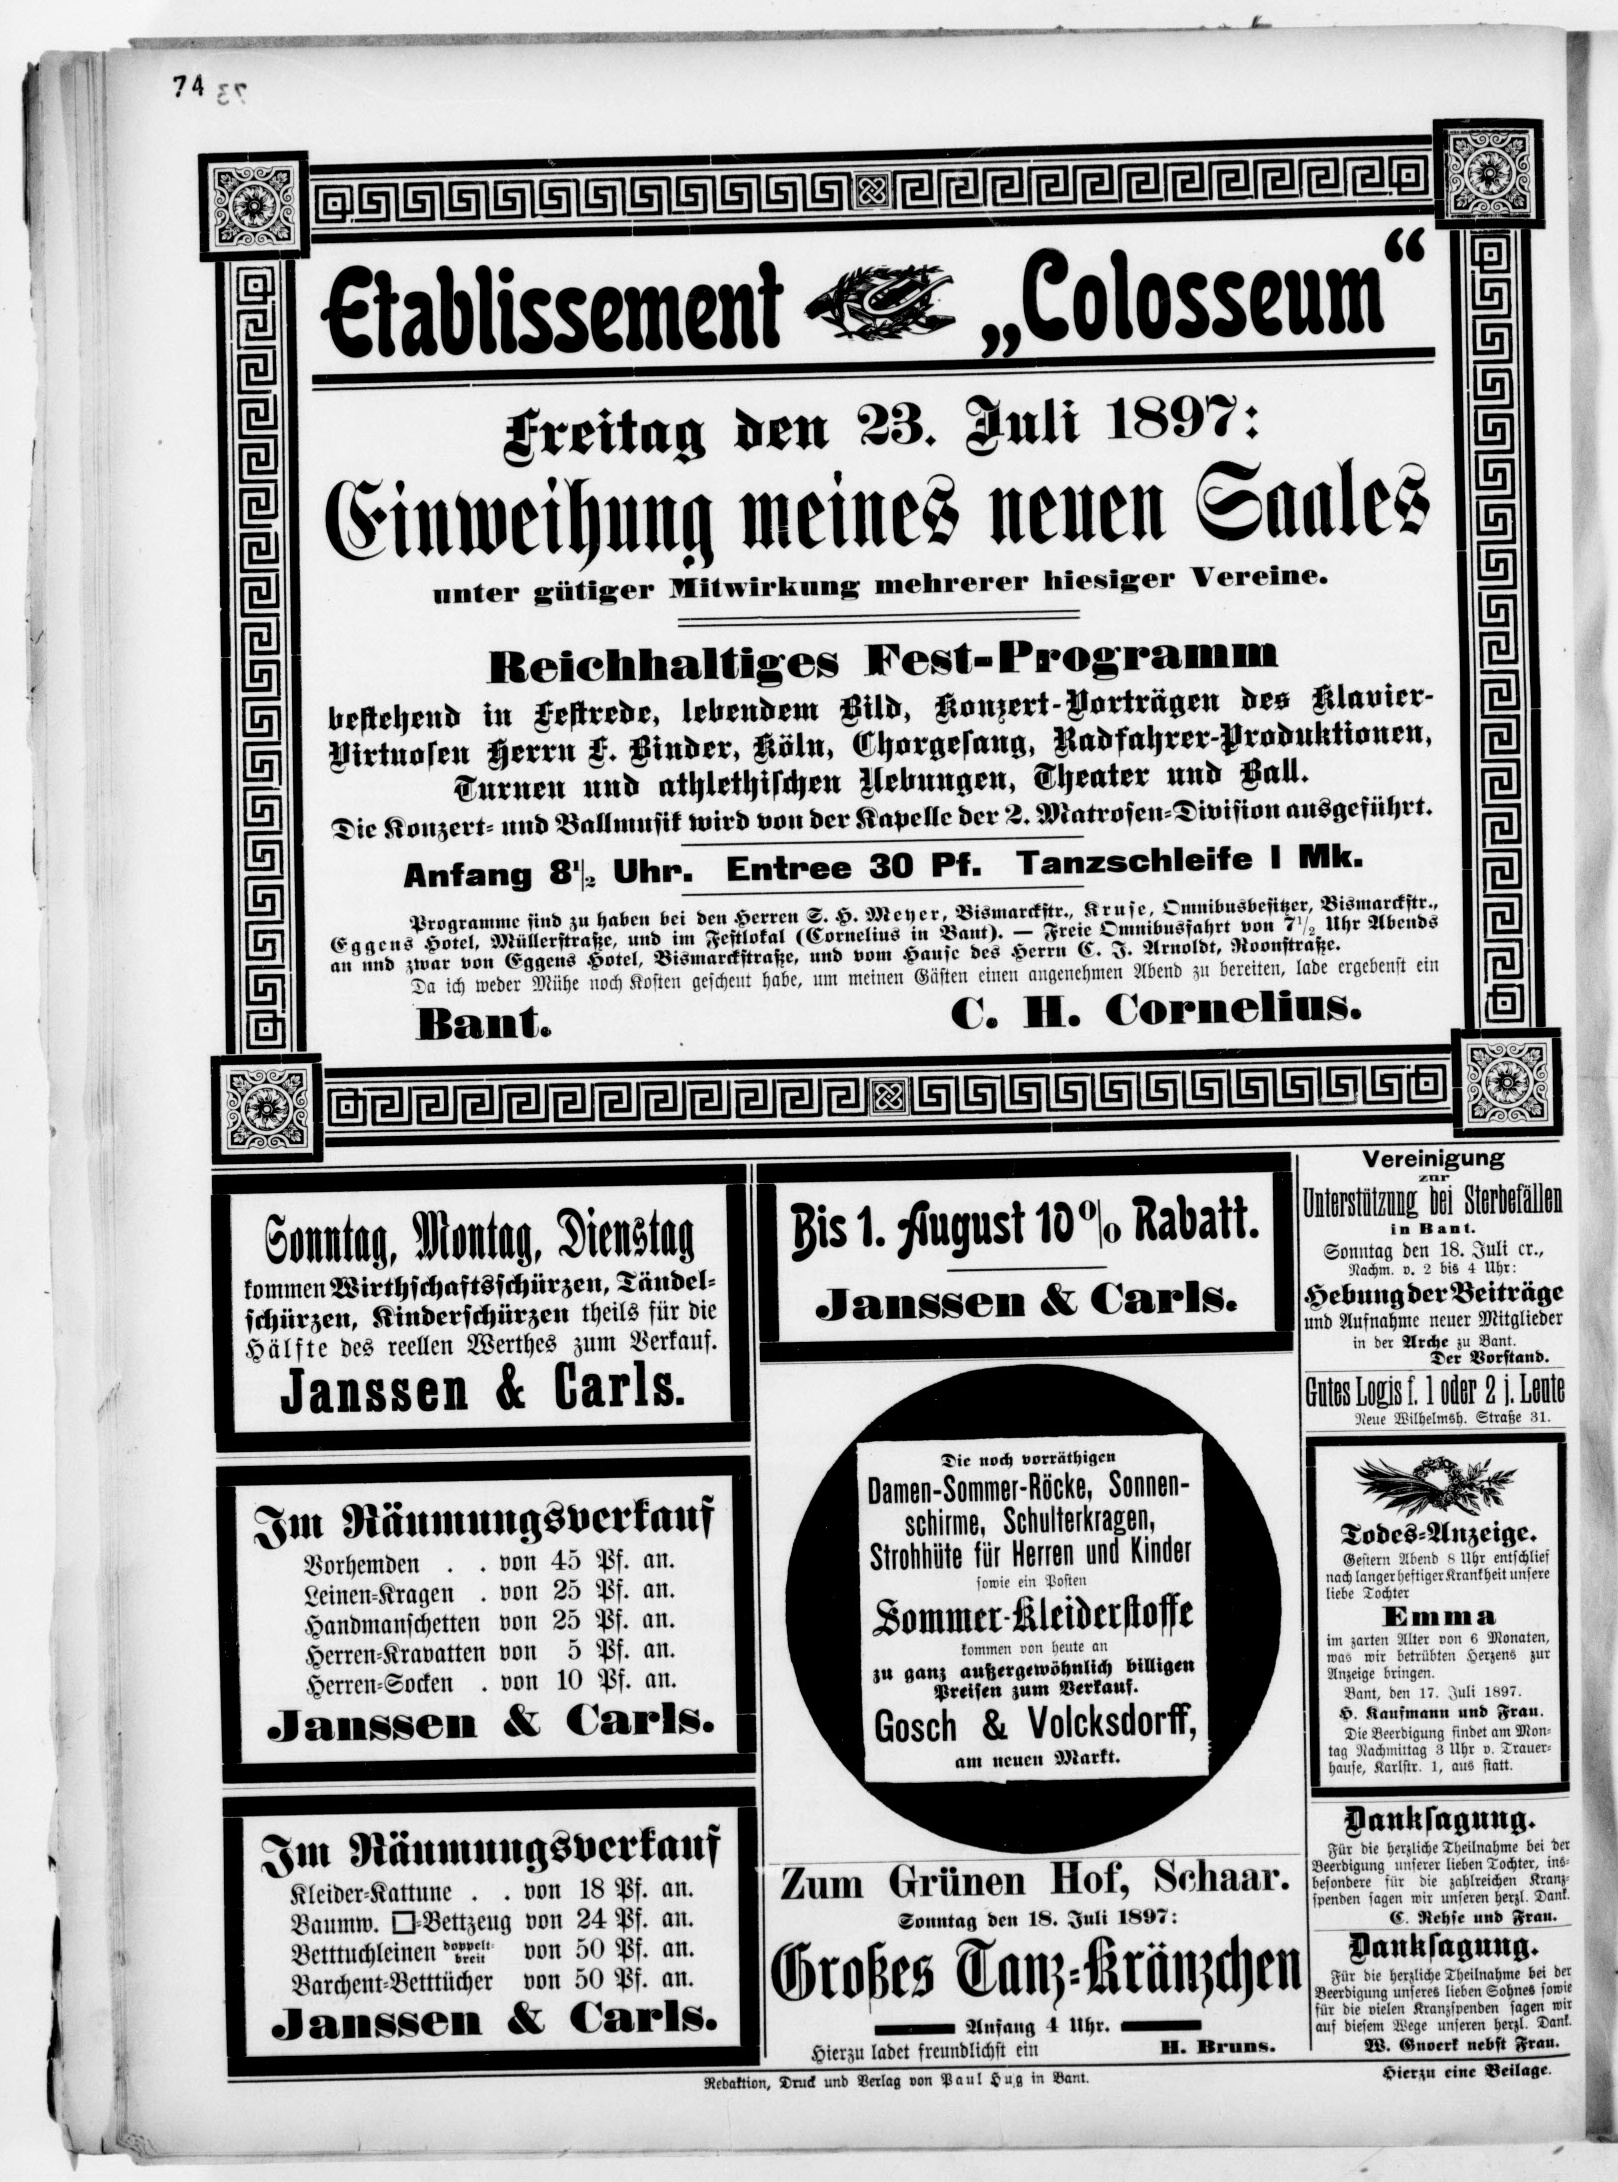 74
Etablissement „Colosseum“
Freitag den 23. Juli 1897:
Einweihung meines neuen Saales
unter gütiger Mitwirkung mehrerer hiesiger Vereine.
Reichhaltiges Fest-Programm
bestehend in Festrede, lebendem Bild, Konzert-Vorträgen des Klavier-
Virtuosen Herrn F. Binder, Köln, Chorgesang, Radfahrer-Produktionen,
Turnen und athlethischen Uebungen, Theater und Ball.
Die Konzert- und Ballmusik wird von der Kapelle der 2. Matrosen-Division ausgeführt.
Anfang 8½ Uhr. Entree 30 Pf. Tanzschleife 1 Mk.
Programme sind zu haben bei den Herren S. H. Meyer, Bismarckstr., Kruse, Omnibusbesitzer, Bismarckstr.,
Eggens Hotel, Müllerstraße, und im Festlokal (Cornelius in Bant). — Freie Omnibusfahrt von 7½ Uhr Abends
an und zwar von Eggens Hotel, Bismarckstraße, und vom Hause des Herrn C. J. Arnoldt, Roonstraße.
Da ich weder Mühe noch Kosten gescheut habe, um meinen Gästen einen angenehmen Abend zu bereiten, lade ergebenst ein
Bant. C. H. Cornelius.
Sonntag, Montag, Dienstag
kommen Wirthschaftsschürzen, Tändel-
schürzen, Kinderschürzen theils für die
Hälfte des reellen Werthes zum Verkauf.
Janssen & Carls.
Im Räumungsverkauf
Vorhemden . . von 45 Pf. an.
Leinen-Kragen . von 25 Pf. an.
Handmanschetten von 25 Pf. an.
Herren-Kravatten von 5 Pf. an.
Herren-Socken . von 10 Pf. an.
Janssen & Carls.
Im Räumungsverkauf
Kleider-Kattune . . von 18 Pf. an.
Baumw. □-Bettzeug von 24 Pf. an.
Betttuchleinen doppelt- breit von 50 Pf. an.
Barchent-Betttücher von 50 Pf. an.
Janssen & Carls.
Bis 1. August 10% Rabatt.
Janssen & Carls.
Die noch vorräthigen
Damen-Sommer-Röcke, Sonnen-
schirme, Schulterkragen,
Strohhüte für Herren und Kinder
sowie ein Posten
Sommer-Kleiderstoffe
kommen von heute an
zu ganz außergewöhnlich billigen
Preisen zum Verkauf.
Gosch & Volcksdorff,
am neuen Markt.
Zum Grünen Hof, Schaar.
Sonntag den 18. Juli 1897:
Großes Tanz-Kränzchen
Anfang 4 Uhr.
Hierzu ladet freundlichst ein H. Bruns.
Vereinigung
zur
Unterstützung bei Sterbefällen
in Bant.
Sonntag den 18. Juli cr.,
Nachm. v. 2 bis 4 Uhr:
Hebung der Beiträge
und Aufnahme neuer Mitglieder
in der Arche zu Bant.
Der Vorstand.
Gutes Logis f. 1 oder 2 j. Leute
Neue Wilhelmsh. Straße 31.
Todes-Anzeige.
Gestern Abend 8 Uhr entschlief
nach langer heftiger Krankheit unsere
liebe Tochter
Emma
im zarten Alter von 6 Monaten,
was wir betrübten Herzens zur
Anzeige bringen.
Bant, den 17. Juli 1897.
H. Kaufmann und Frau.
Die Beerdigung findet am Mon-
tag Nachmittag 3 Uhr v. Trauer-
hause, Karlstr. 1, aus statt.
Danksagung.
Für die herzliche Theilnahme bei der
Beerdigung unserer lieben Tochter, ins-
besondere für die zahlreichen Kranz-
spenden sagen wir unseren herzl. Dank.
C. Rehse und Frau.
Danksagung.
Für die herzliche Theilnahme bei der
Beerdigung unseres lieben Sohnes sowie
für die vielen Kranzspenden sagen wir
auf diesem Wege unseren herzl. Dank.
W. Gnoerk nebst Frau.
Hierzu eine Beilage.
Redaktion, Druck und Verlag von Paul Hug in Bant.